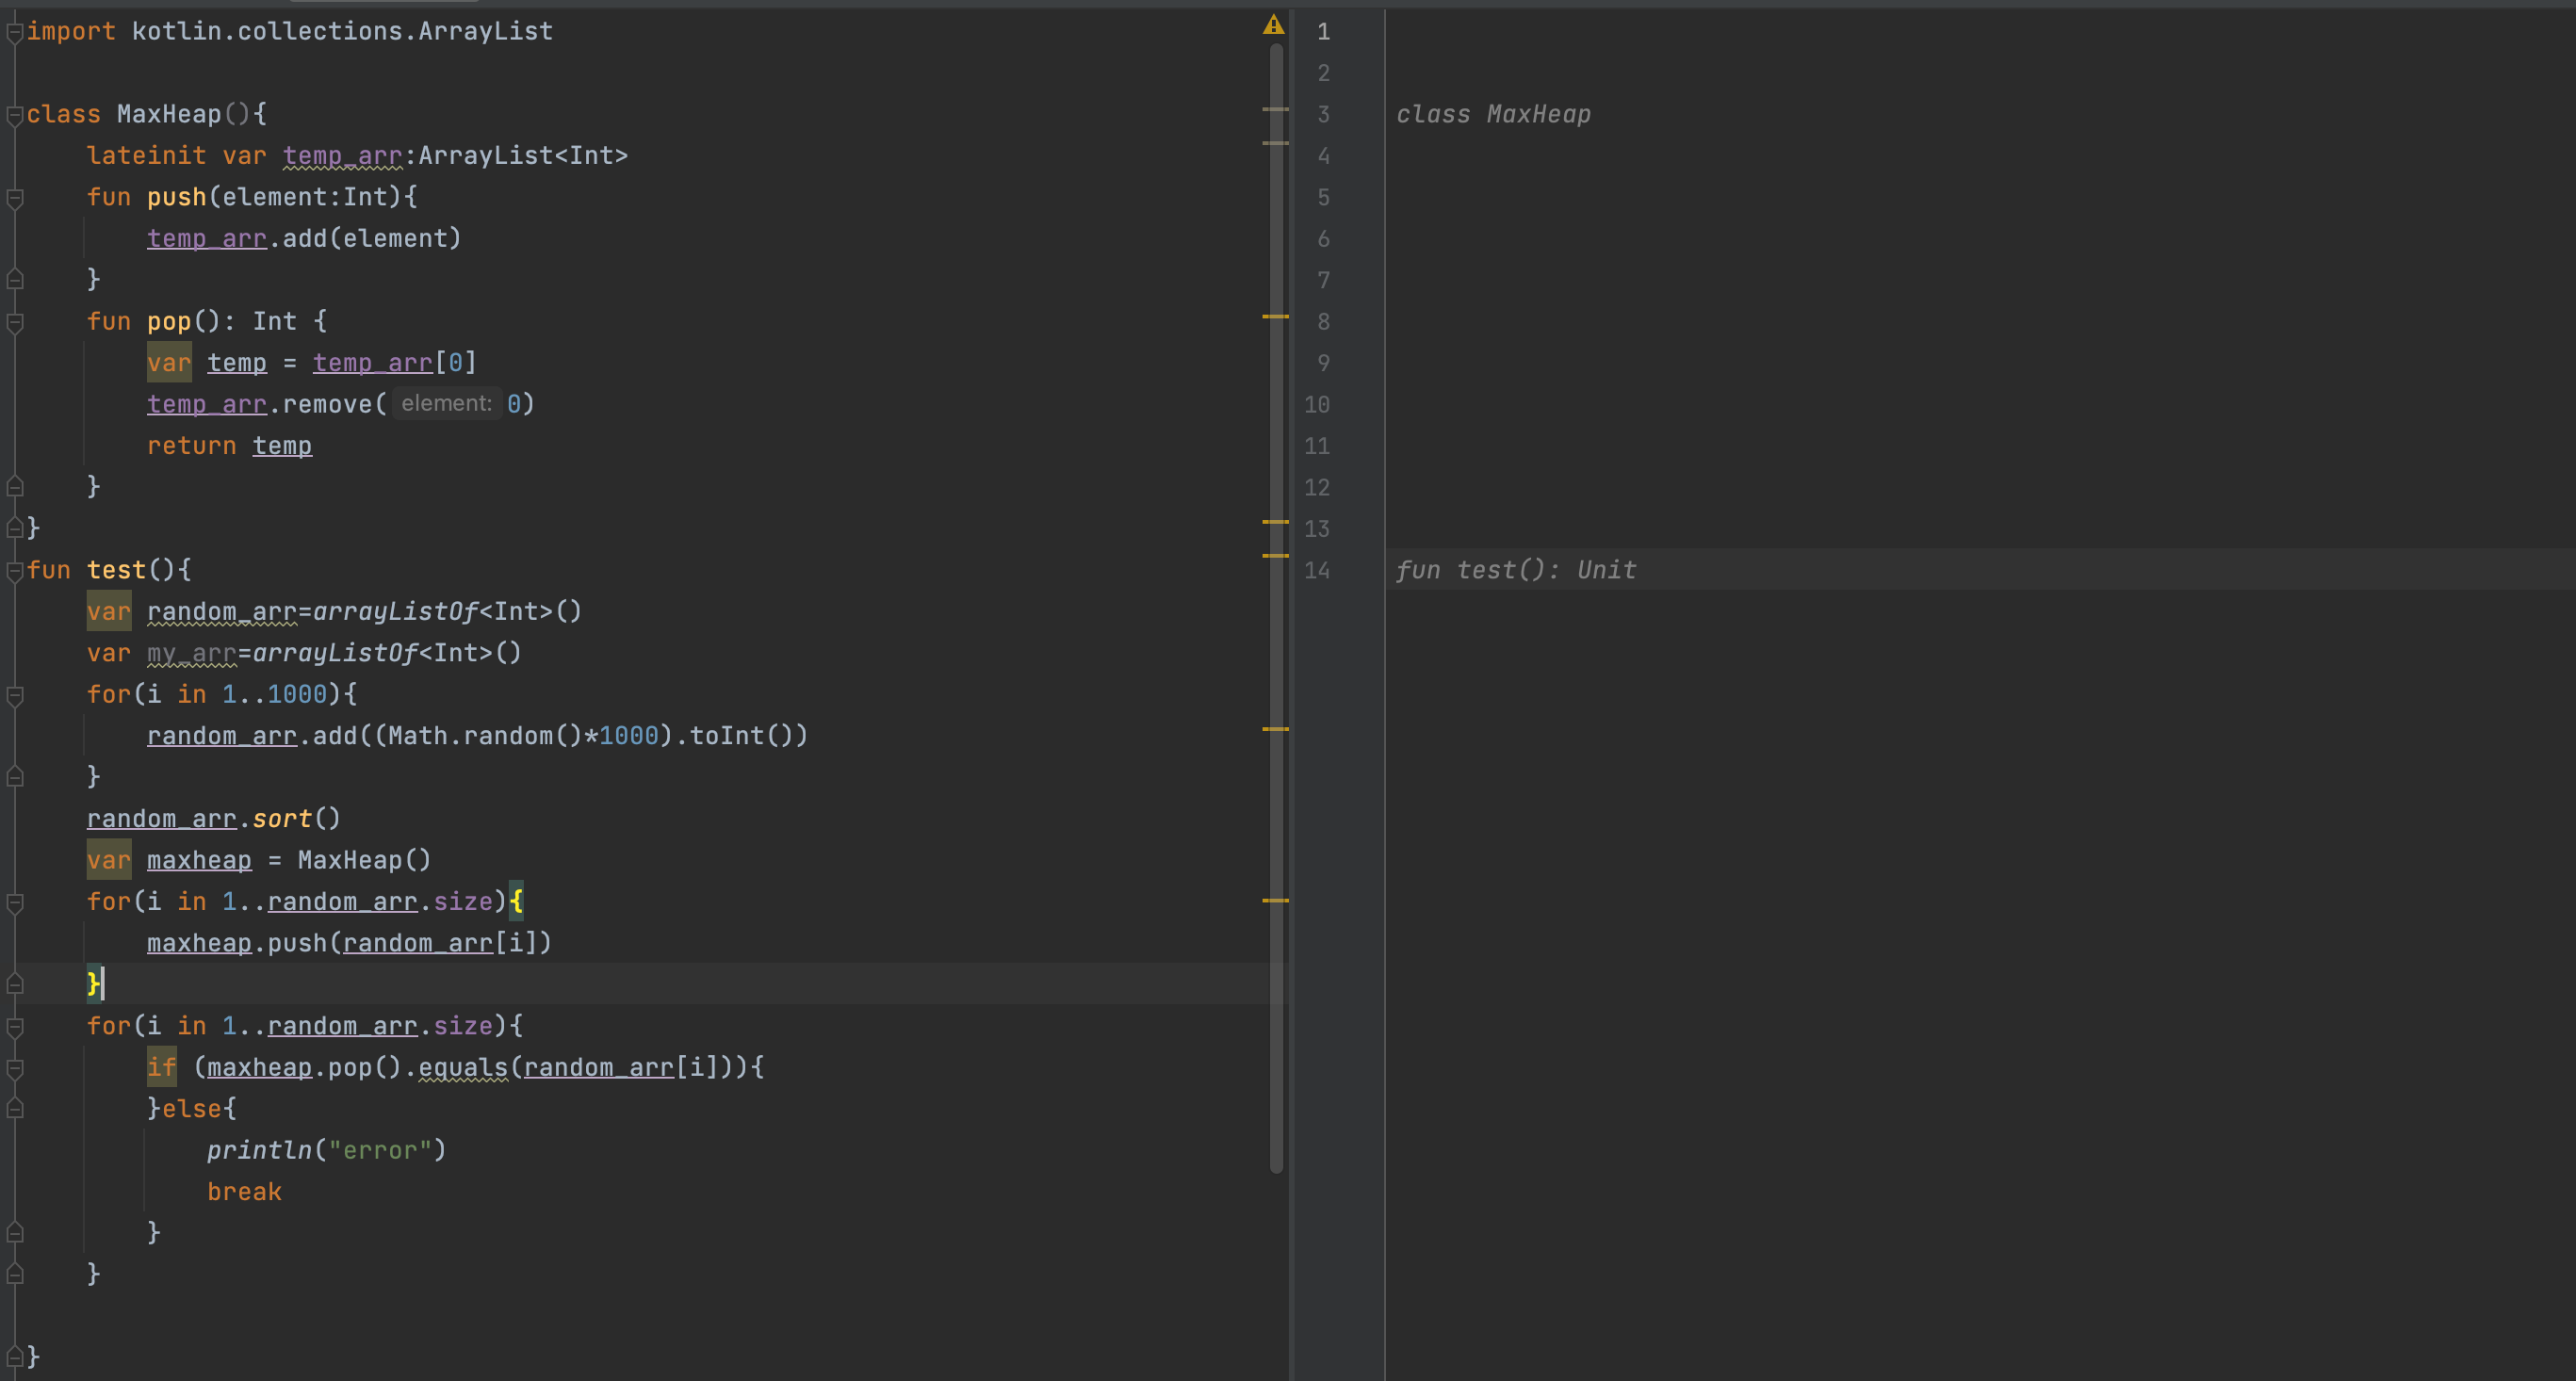 import kotlin.collections.ArrayList
class MaxHeap(){
lateinit var temp_arr:ArrayList<Int>
fun push(element:Int){
temp_arr.add(element)
}
fun pop(): Int {
var temp = temp_arr[0]
temp_arr.remove( element: 0)
return temp
}
}
fun test(){
var random_arr=arrayListOf<Int>()
var my_arr=arrayListOf<Int>()
for(i in 1..1000){
random_arr.add((Math.random()*1000).toInt())
}
random_arr.sort()
var maxheap = MaxHeap()
for(i in 1..random_arr.size){
maxheap.push(random_arr[i])
}
for(i in 1..random_arr.size){
if (maxheap.pop().equals(random_arr[i])){
}else{
println("error")
break
}
}
}
1
2
3 class MaxHeap
4
5
6
7
8
9
10
11
12
13
14 fun test(): Unit